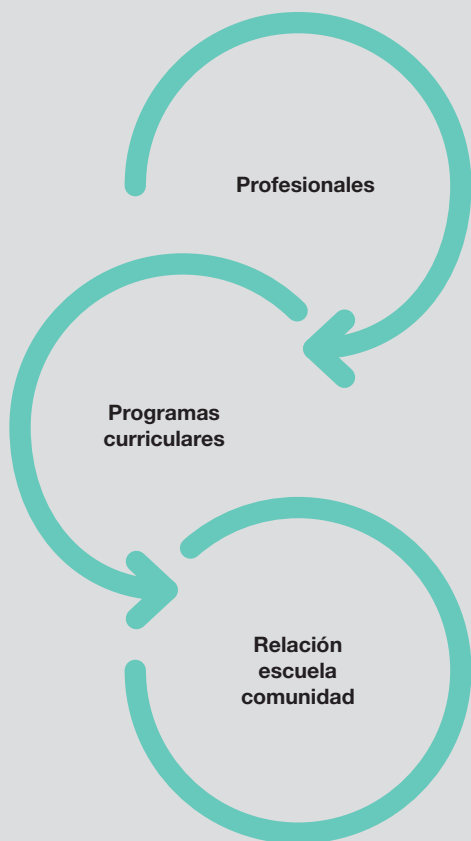 Profesionales
Programas
curriculares
Relación
escuela
comunidad